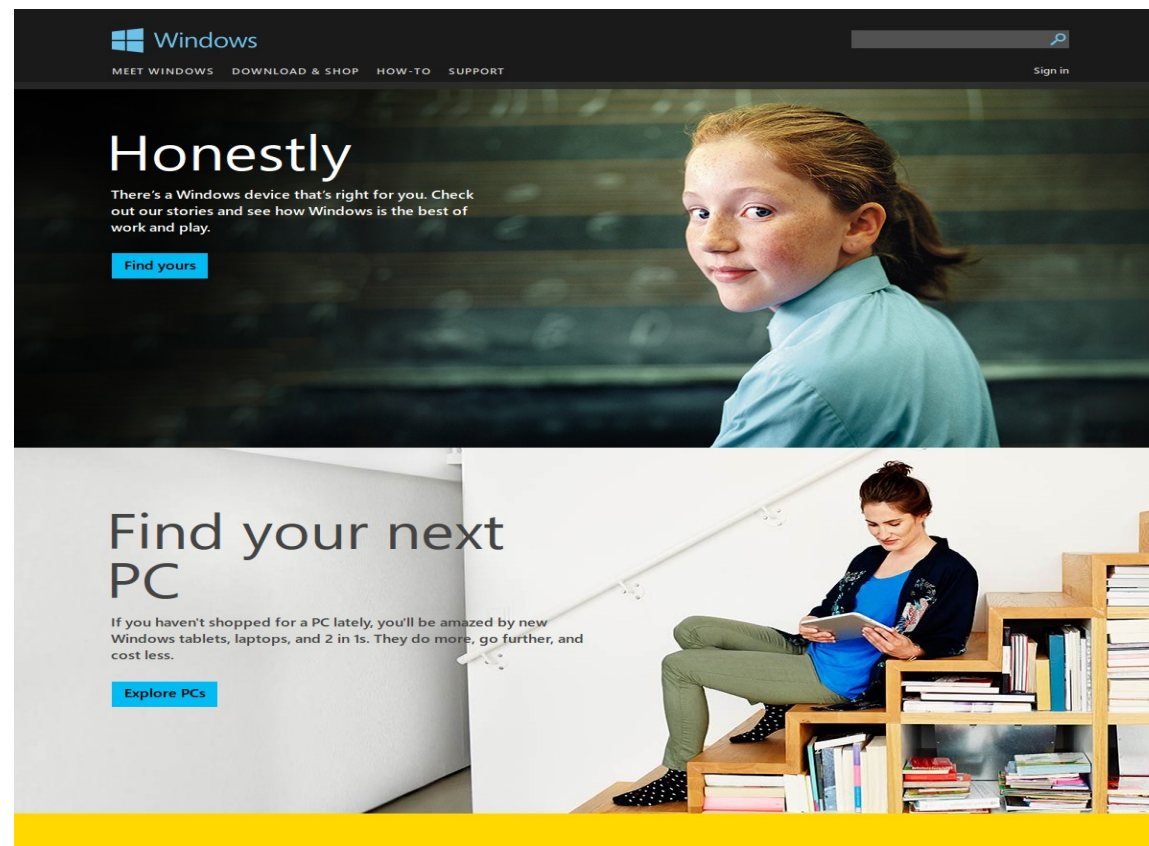 Windows
MEET WINDOWS DOWNLOAD & SHOP HOW-TO SUPPORT
Sign in
Honestly
There's a Windows device that's right for you. Check
out our stories and see how Windows is the best of
work and play.
Find yours
Find your next
PC
If you haven't shopped for a PC lately, you'll be amazed by new
Windows tablets, laptops, and 2 in 1s. They do more, go further, and
cost less.
Explore PCs